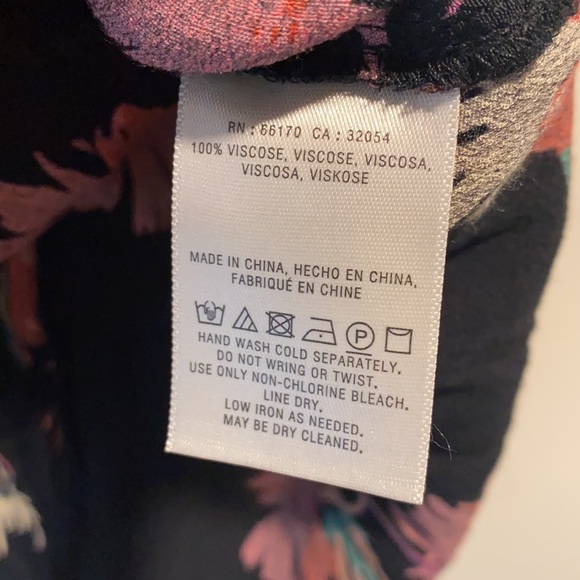 RN : 66170 CA : 32054
100% VISCOSE, VISCOSE, VISCOSA,
VISCOSA, VISKOSE
MADE IN CHINA, HECHO EN CHINA,
FABRIQUÉ EN CHINE
P
HAND WASH COLD SEPARATELY.
DO NOT WRING OR TWIST.
USE ONLY NON-CHLORINE BLEACH.
LINE DRY.
LOW IRON AS NEEDED.
MAY BE DRY CLEANED.